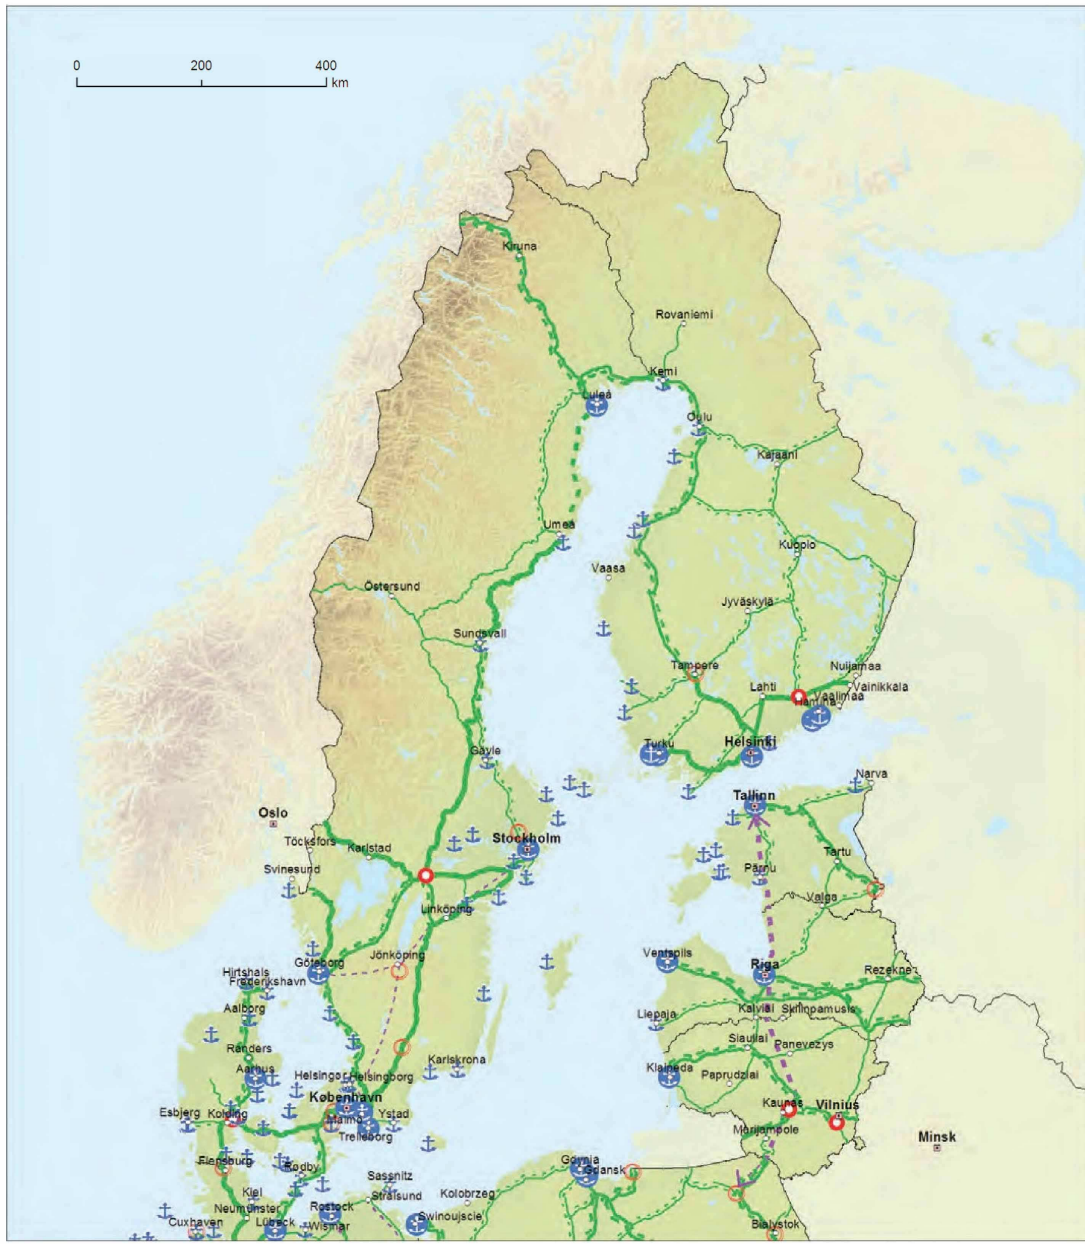 0 200 400
km
Kiruna
Rovaniemi
Kemi
Luleå
Oulu
Kajaani
Umeå
Kuopio
Vaasa
Östersund
Jyväskylä
Sundsvall
Tampere
Nuijamaa
Lahti
Vainikkala
Vaalimaa
Hamina
Turku
Helsinki
Gävle
Narva
Tallinn
Oslo
Töcksfors
Stockholm
Karlstad
Tartu
Svinesund
Pärnu
Valga
Linköping
Ventspils
Jönköping
Göteborg
Riga
Rezekne
Hirtshals
Frederikshavn
Aalborg
Liepaja
Kalviai
Skilinpamusis
Siauliai
Panevezys
Randers
Karlskrona
Aarhus
Helsingør
Helsingborg
Klaipeda
Paprudziai
København
Kaunas
Vilnius
Esbjerg
Kolding
Malmö
Ystad
Trelleborg
Marijampole
Minsk
Flensburg
Rødby
Gdynia
Gdansk
Sassnitz
Kiel
Stralsund
Kolobrzeg
Neumünster
Rostock
Cuxhaven
Lübeck
Wismar
Swinoujscie
Bialystok